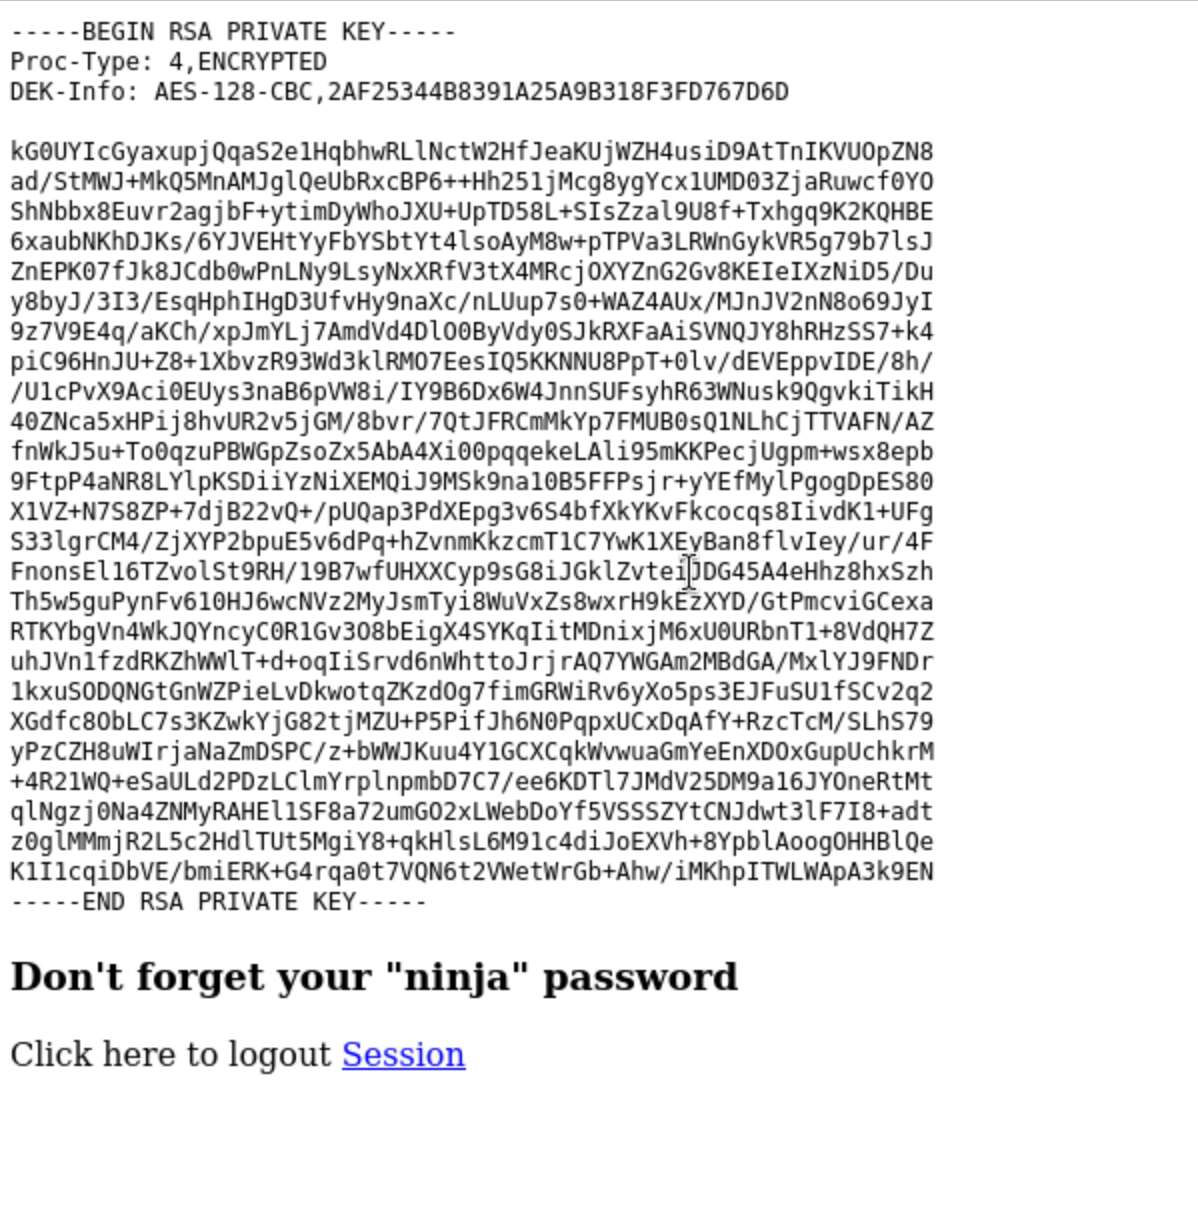 -----BEGIN RSA PRIVATE KEY-----
Proc-Type: 4,ENCRYPTED
DEK-Info: AES-128-CBC,2AF25344B8391A25A9B318F3FD767D6D

kG0UYIcGyaxupjQqaS2e1HqbhwRLlNctW2HfJeaKUjWZH4usiD9AtTnIKVUOpZN8
ad/StMWJ+MkQ5MnAMJglQeUbRxcBP6++Hh251jMcg8ygYcx1UMD03ZjaRuwcf0YO
ShNbbx8Euvr2agjbF+ytimDyWhoJXU+UpTD58L+SIsZzal9U8f+Txhgq9K2KQHBE
6xaubNKhDJKs/6YJVEHtYyFbYSbtYt4lsoAyM8w+pTPVa3LRWnGykVR5g79b7lsJ
ZnEPK07fJk8JCdb0wPnLNy9LsyNxXRfV3tX4MRcjOXYZnG2Gv8KEIeIXzNiD5/Du
y8byJ/3I3/EsqHphIHgD3UfvHy9naXc/nLUup7s0+WAZ4AUx/MJnJV2nN8o69JyI
9z7V9E4q/aKCh/xpJmYLj7AmdVd4DlO0ByVdy0SJkRXFaAiSVNQJY8hRHzSS7+k4
piC96HnJU+Z8+1XbvzR93Wd3klRMO7EesIQ5KKNNU8PpT+0lv/dEVEppvIDE/8h/
/U1cPvX9Aci0EUys3naB6pVW8i/IY9B6Dx6W4JnnSUFsyhR63WNusk9QgvkiTikH
40ZNca5xHPij8hvUR2v5jGM/8bvr/7QtJFRCmMkYp7FMUB0sQ1NLhCjTTVAFN/AZ
fnWkJ5u+To0qzuPBWGpZsoZx5AbA4Xi00pqqekeLAli95mKKPecjUgpm+wsx8epb
9FtpP4aNR8LYlpKSDiiYzNiXEMQiJ9MSk9na10B5FFPsjr+yYEfMylPgogDpES80
X1VZ+N7S8ZP+7djB22vQ+/pUQap3PdXEpg3v6S4bfXkYKvFkcocqs8IivdK1+UFg
S33lgrCM4/ZjXYP2bpuE5v6dPq+hZvnmKkzcmT1C7YwK1XEyBan8flvIey/ur/4F
FnonsEl16TZvolSt9RH/19B7wfUHXXCyp9sG8iJGklZvteiJDG45A4eHhz8hxSzh
Th5w5guPynFv610HJ6wcNVz2MyJsmTyi8WuVxZs8wxrH9kEzXYD/GtPmcviGCexa
RTKYbgVn4WkJQYncyC0R1Gv3O8bEigX4SYKqIitMDnixjM6xU0URbnT1+8VdQH7Z
uhJVn1fzdRKZhWWlT+d+oqIiSrvd6nWhttoJrjrAQ7YWGAm2MBdGA/MxlYJ9FNDr
1kxuSODQNGtGnWZPieLvDkwotqZKzdOg7fimGRWiRv6yXo5ps3EJFuSU1fSCv2q2
XGdfc8ObLC7s3KZwkYjG82tjMZU+P5PifJh6N0PqpxUCxDqAfY+RzcTcM/SLhS79
yPzCZH8uWIrjaNaZmDSPC/z+bWWJKuu4Y1GCXCqkWvwuaGmYeEnXDOxGupUchkrM
+4R21WQ+eSaULd2PDzLClmYrplnpmbD7C7/ee6KDTl7JMdV25DM9a16JYOneRtMt
qlNgzj0Na4ZNMyRAHEl1SF8a72umGO2xLWebDoYf5VSSSZYtCNJdwt3lF7I8+adt
z0glMMmjR2L5c2HdlTUt5MgiY8+qkHlsL6M91c4diJoEXVh+8YpblAoogOHHBlQe
K1I1cqiDbVE/bmiERK+G4rqa0t7VQN6t2VWetWrGb+Ahw/iMKhpITWLWApA3k9EN
-----END RSA PRIVATE KEY-----
Don't forget your "ninja" password
Click here to logout Session